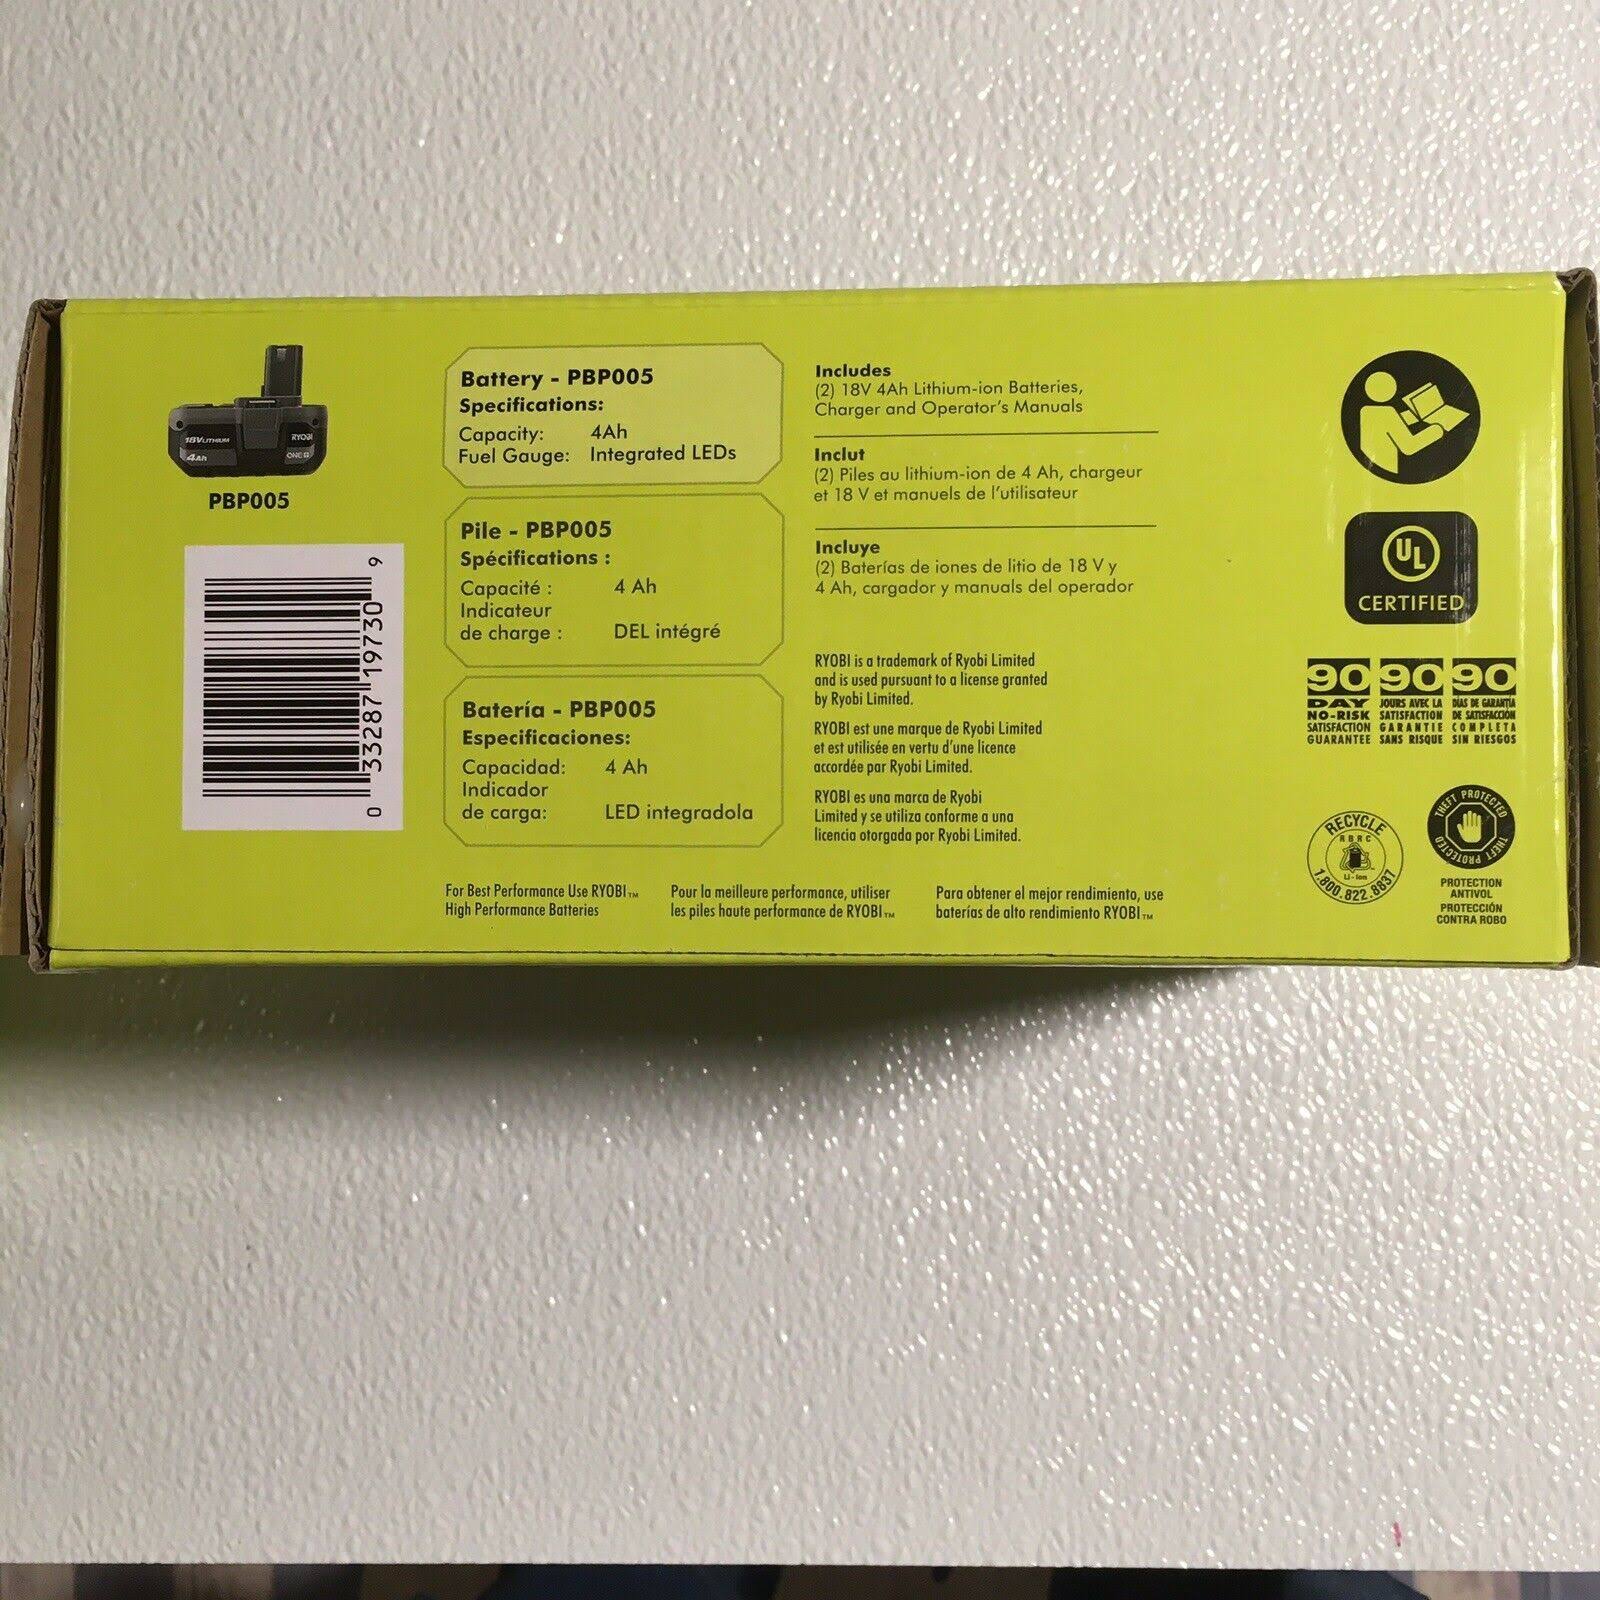 18V LITHIUM
4Ah
RYOBI
ONE+
PBP005
0 33287 19730 9
Battery - PBP005
Specifications:
Capacity: 4Ah
Fuel Gauge: Integrated LEDs
Pile - PBP005
Spécifications :
Capacité : 4 Ah
Indicateur
de charge : DEL intégré
Batería - PBP005
Especificaciones:
Capacidad: 4 Ah
Indicador
de carga: LED integradola
For Best Performance Use RYOBI™
High Performance Batteries
Pour la meilleure performance, utiliser
les piles haute performance de RYOBI™
Para obtener el mejor rendimiento, use
baterías de alto rendimiento RYOBI™
Includes
(2) 18V 4Ah Lithium-ion Batteries,
Charger and Operator's Manuals
Inclut
(2) Piles au lithium-ion de 4 Ah, chargeur
et 18 V et manuels de l'utilisateur
Incluye
(2) Baterías de iones de litio de 18 V y
4 Ah, cargador y manuals del operador
RYOBI is a trademark of Ryobi Limited
and is used pursuant to a license granted
by Ryobi Limited.
RYOBI est une marque de Ryobi Limited
et est utilisée en vertu d'une licence
accordée par Ryobi Limited.
RYOBI es una marca de Ryobi
Limited y se utiliza conforme a una
licencia otorgada por Ryobi Limited.
UL
CERTIFIED
90
DAY
NO-RISK
SATISFACTION
GUARANTEE
90
JOURS AVEC LA
SATISFACTION
GARANTIE
SANS RISQUE
90
DÍAS DE GARANTÍA
DE SATISFACCIÓN
COMPLETA
SIN RIESGOS
RECYCLE
RBRC
Li-Ion
1.800.822.8837
THEFT PROTECTED
THEFT PROTECTED
PROTECTION
ANTIVOL
PROTECCIÓN
CONTRA ROBO